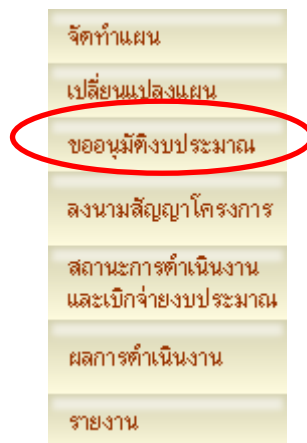 จัดทำแผน
เปลี่ยนแปลงแผน
ขออนุมัติงบประมาณ
ลงนามสัญญาโครงการ
สถานะการดำเนินงาน
และเบิกจ่ายงบประมาณ
ผลการดำเนินงาน
รายงาน